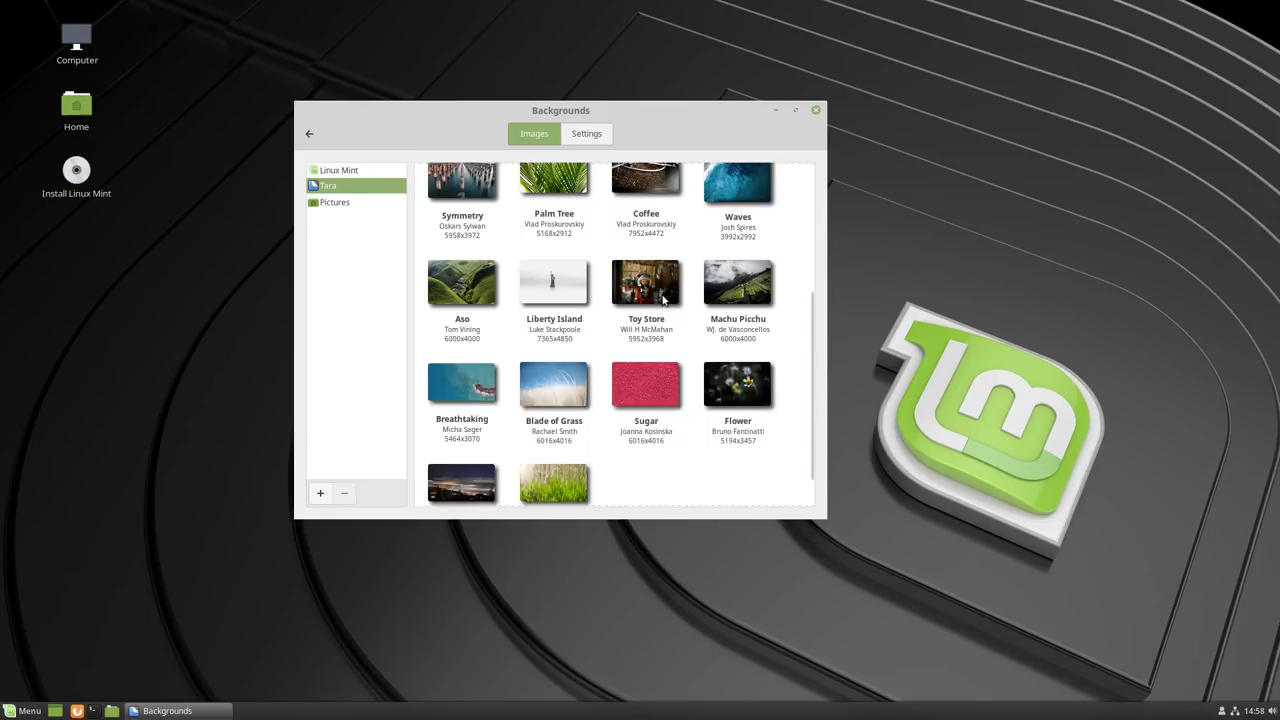 Computer
Home
Install Linux Mint
Backgrounds
Images
Settings
Linux Mint
Tara
Pictures
Symmetry
Oskars Sylwan
5958x3972
Palm Tree
Vlad Proskurovskiy
5168x2912
Coffee
Vlad Proskurovskiy
7952x4472
Waves
Josh Spires
3992x2992
Aso
Tom Vining
6000x4000
Liberty Island
Luke Stackpoole
7365x4850
Toy Store
Will H McMahan
5952x3968
Machu Picchu
WJ. de Vasconcellos
6000x4000
Breathtaking
Micha Sager
5464x3070
Blade of Grass
Rachael Smith
6016x4016
Sugar
Joanna Kosinska
6016x4016
Flower
Bruno Fantinatti
5194x3457
lm
Menu
Backgrounds
14:58